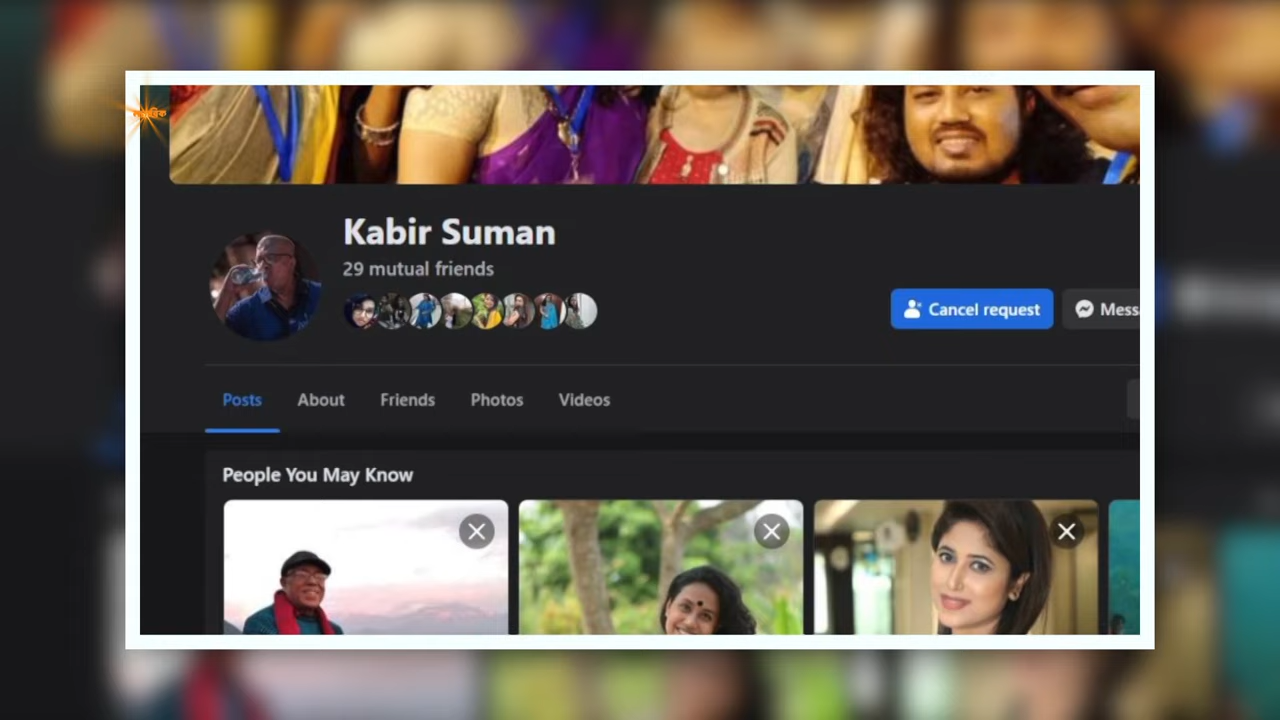 Kabir Suman
29 mutual friends
Cancel request
Mess
Posts
About
Friends
Photos
Videos
People You May Know